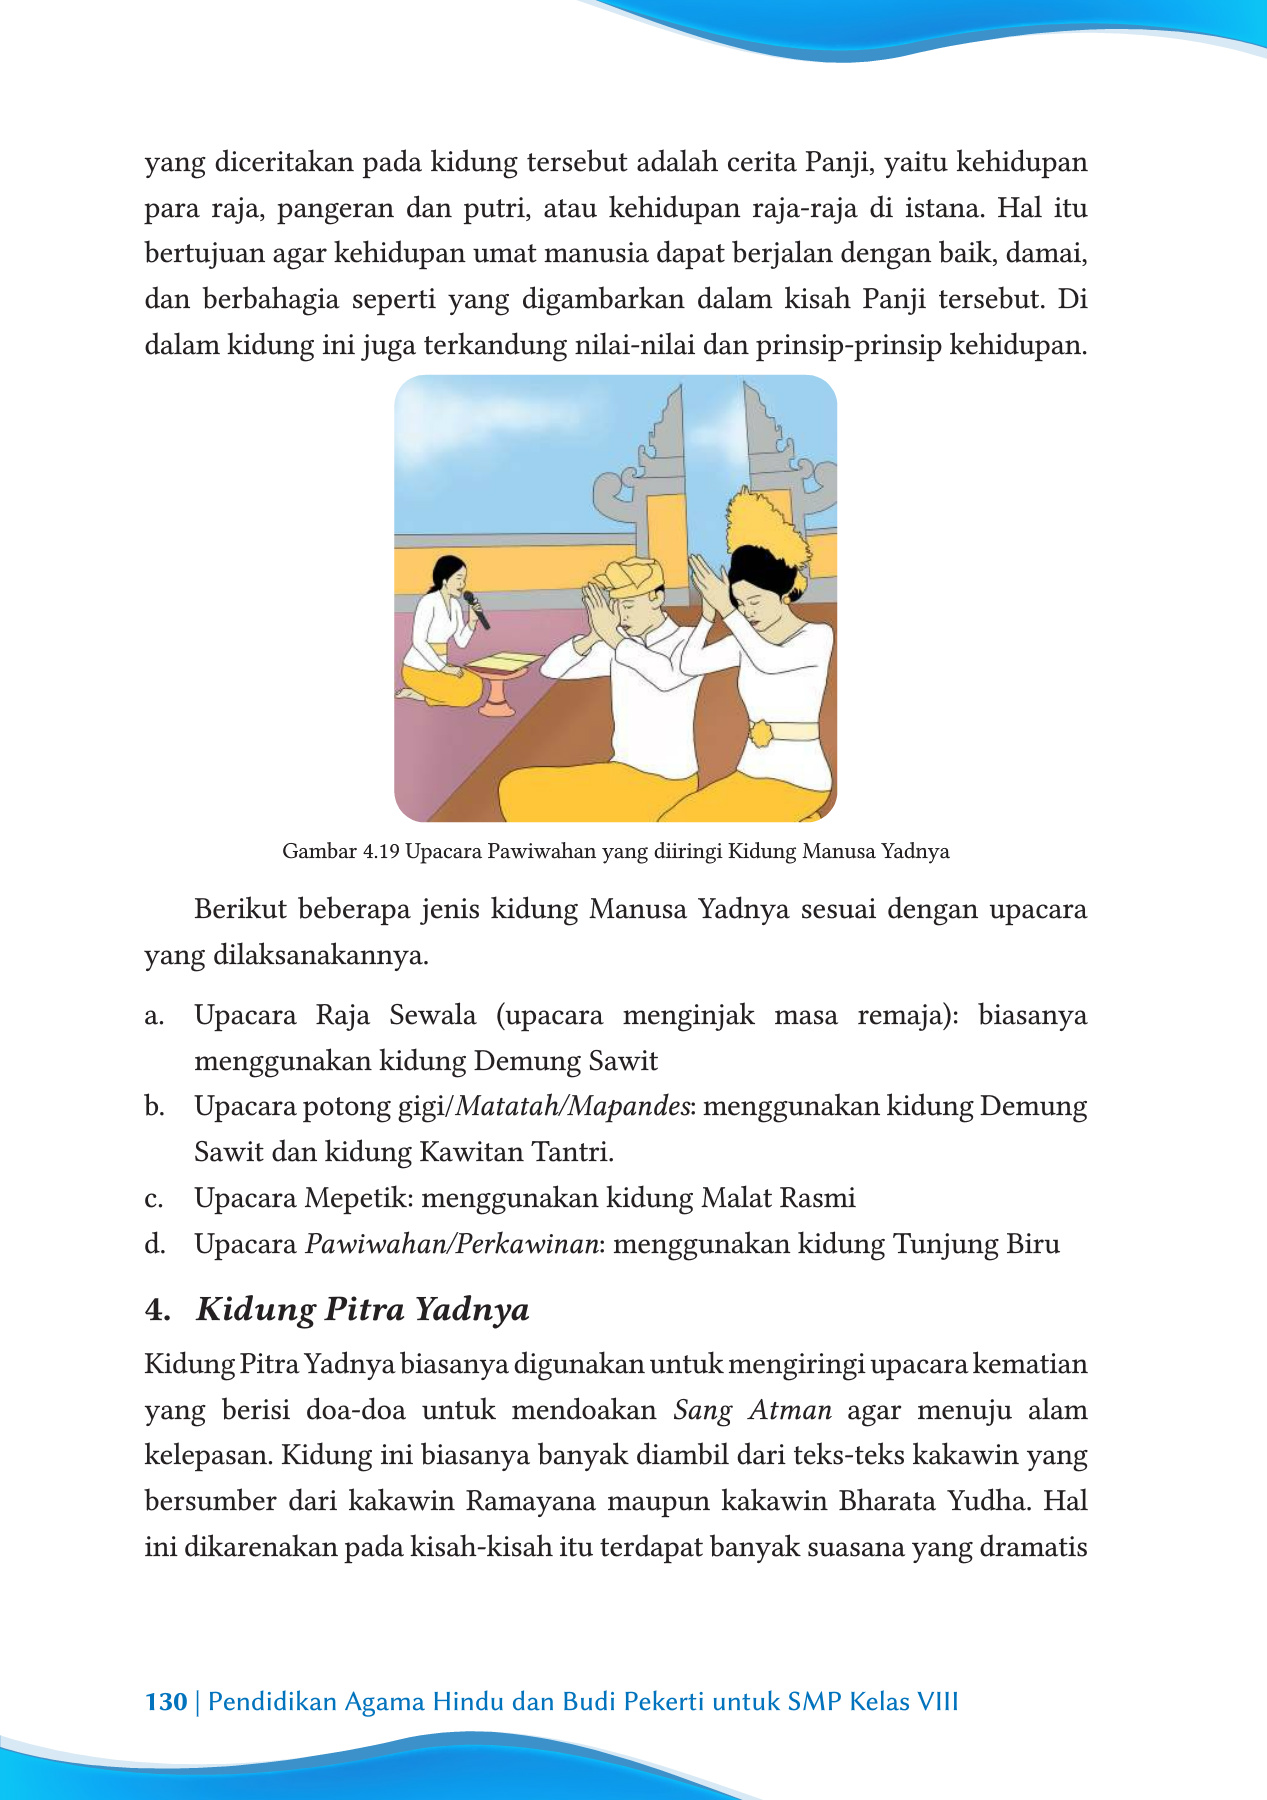 yang diceritakan pada kidung tersebut adalah cerita Panji, yaitu kehidupan
para raja, pangeran dan putri, atau kehidupan raja-raja di istana. Hal itu
bertujuan agar kehidupan umat manusia dapat berjalan dengan baik, damai,
dan berbahagia seperti yang digambarkan dalam kisah Panji tersebut. Di
dalam kidung ini juga terkandung nilai-nilai dan prinsip-prinsip kehidupan.
Gambar 4.19 Upacara Pawiwahan yang diiringi Kidung Manusa Yadnya
Berikut beberapa jenis kidung Manusa Yadnya sesuai dengan upacara
yang dilaksanakannya.
a. Upacara Raja Sewala (upacara menginjak masa remaja): biasanya
menggunakan kidung Demung Sawit
b. Upacara potong gigi/Matatah/Mapandes: menggunakan kidung Demung
Sawit dan kidung Kawitan Tantri.
c. Upacara Mepetik: menggunakan kidung Malat Rasmi
d. Upacara Pawiwahan/Perkawinan: menggunakan kidung Tunjung Biru
4. Kidung Pitra Yadnya
Kidung Pitra Yadnya biasanya digunakan untuk mengiringi upacara kematian
yang berisi doa-doa untuk mendoakan Sang Atman agar menuju alam
kelepasan. Kidung ini biasanya banyak diambil dari teks-teks kakawin yang
bersumber dari kakawin Ramayana maupun kakawin Bharata Yudha. Hal
ini dikarenakan pada kisah-kisah itu terdapat banyak suasana yang dramatis
130 | Pendidikan Agama Hindu dan Budi Pekerti untuk SMP Kelas VIII